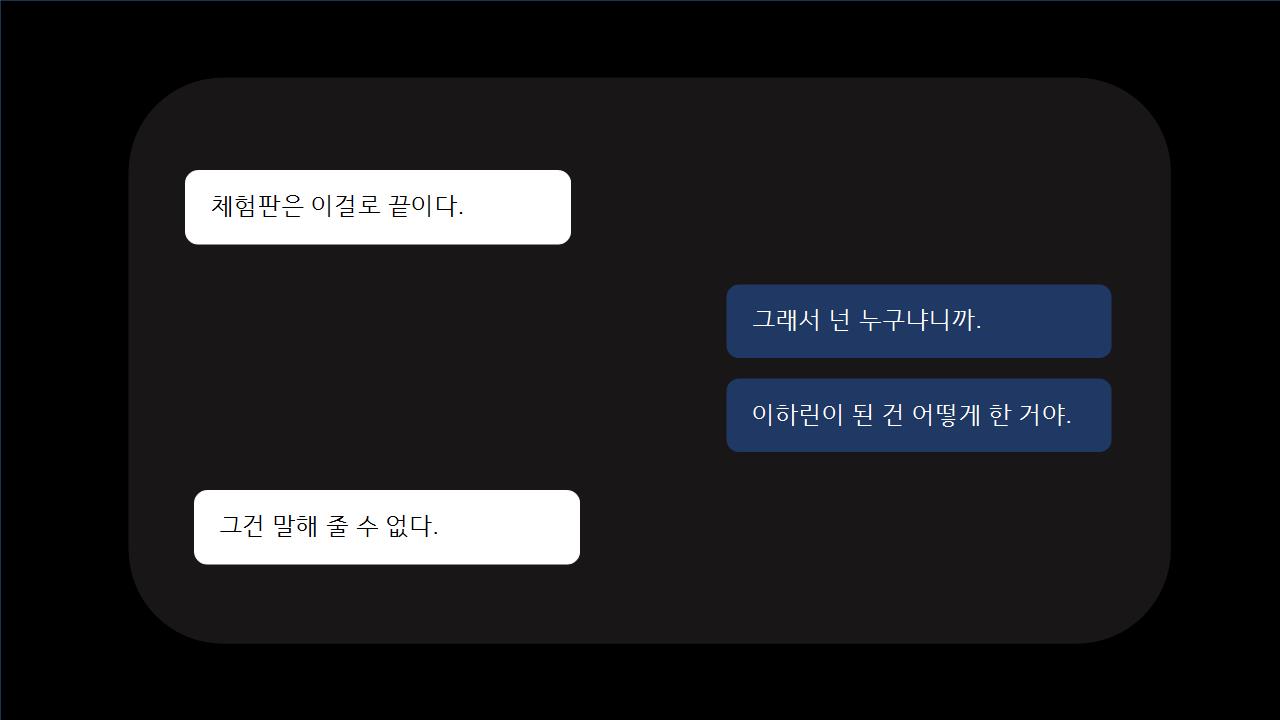 체험판은 이걸로 끝이다.
그래서 넌 누구냐니까.
이하린이 된 건 어떻게 한 거야.
그건 말해 줄 수 없다.